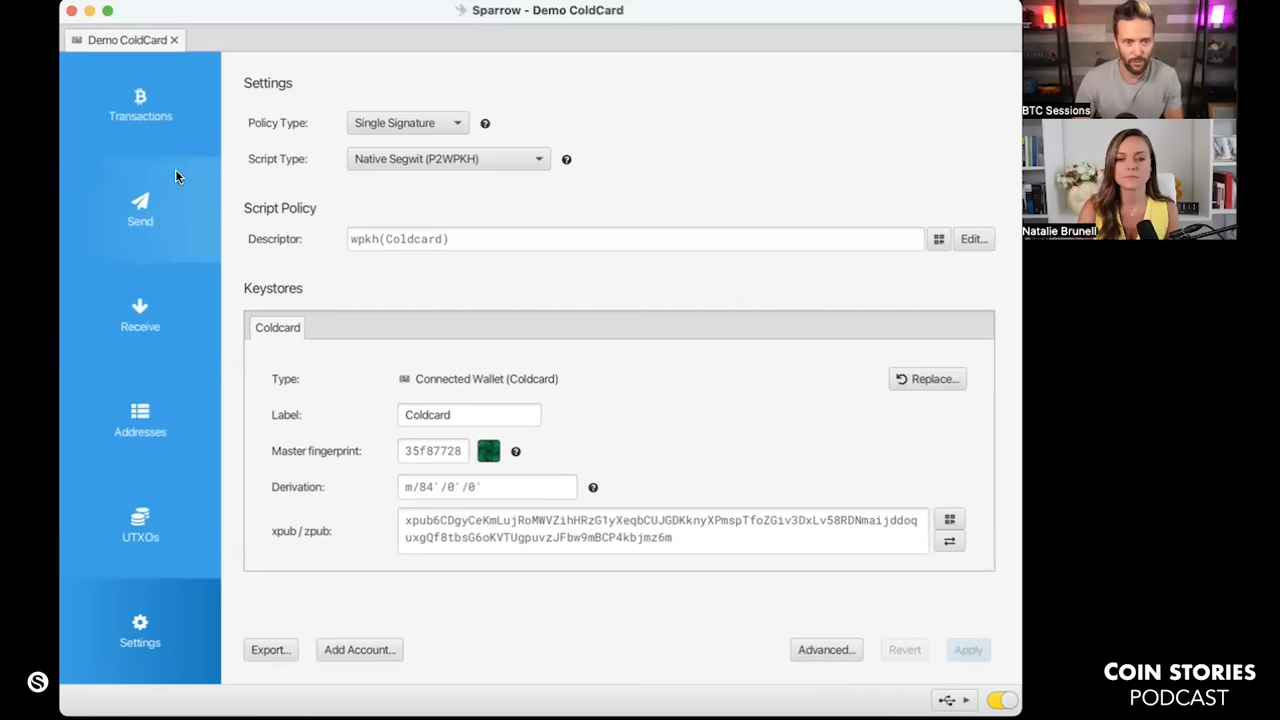 Sparrow - Demo ColdCard
Demo ColdCard
Transactions
Send
Receive
Addresses
UTXOs
Settings
Settings
Policy Type: Single Signature
Script Type: Native Segwit (P2WPKH)
Script Policy
Descriptor: wpkh(Coldcard) Edit...
Keystores
Coldcard
Type: Connected Wallet (Coldcard) Replace...
Label: Coldcard
Master fingerprint: 35f87728
Derivation: m/84'/0'/0'
xpub / zpub: xpub6CDgyCeKmLujRoMWVZihHRzG1yXeqbCUJGDKknyXPmspTfoZGiv3DxLv58RDNmaijddoq
uxgQf8tbsG6oKVTUgpuvzJFbw9mBCP4kbjmz6m
Export... Add Account... Advanced... Revert Apply
BTC Sessions
Natalie Brunell
COIN STORIES
PODCAST